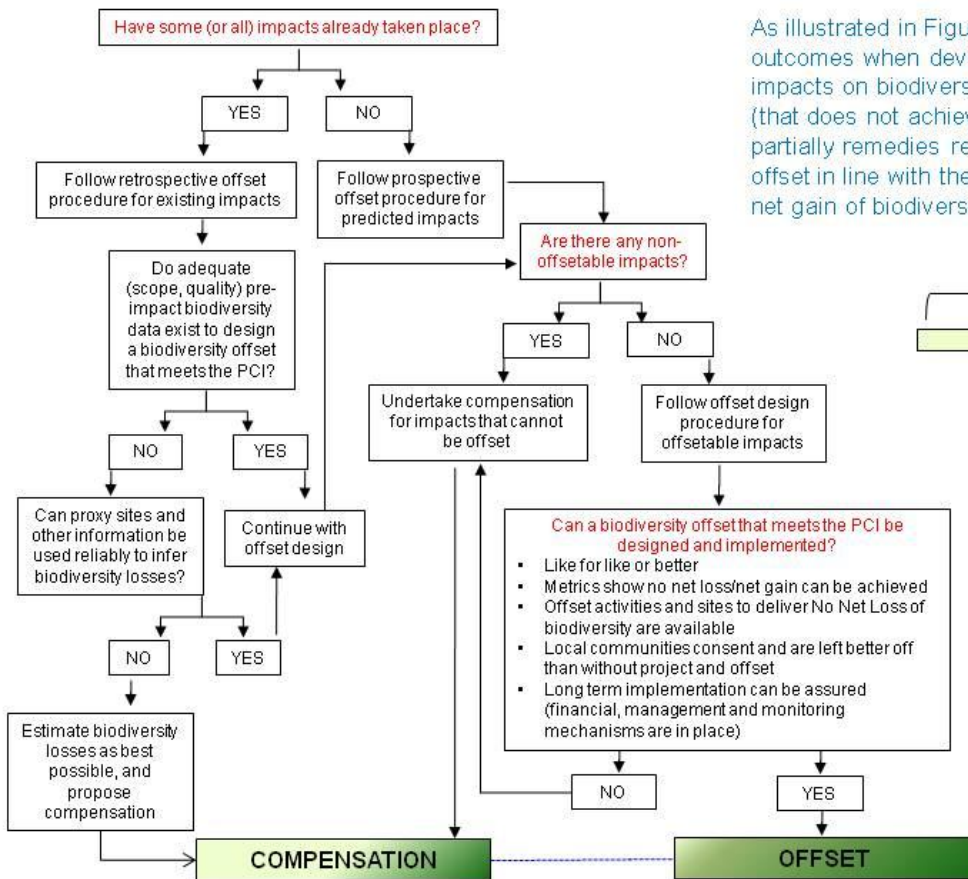 Have some (or all) impacts already taken place?
YES
NO
Follow retrospective offset
procedure for existing impacts
Follow prospective
offset procedure for
predicted impacts
Do adequate
(scope, quality) pre-
impact biodiversity
data exist to design
a biodiversity offset
that meets the PCI?
NO
YES
Can proxy sites and
other information be
used reliably to infer
biodiversity losses?
Continue with
offset design
NO
YES
Estimate biodiversity
losses as best
possible, and
propose
compensation
Are there any non-
offsetable impacts?
YES
NO
Undertake compensation
for impacts that cannot
be offset
Follow offset design
procedure for
offsetable impacts
Can a biodiversity offset that meets the PCI be
designed and implemented?
▪ Like for like or better
▪ Metrics show no net loss/net gain can be achieved
▪ Offset activities and sites to deliver No Net Loss of
biodiversity are available
▪ Local communities consent and are left better off
than without project and offset
▪ Long term implementation can be assured
(financial, management and monitoring
mechanisms are in place)
NO
YES
COMPENSATION
OFFSET
As illustrated in Figu
outcomes when dev
impacts on biodivers
(that does not achiev
partially remedies re
offset in line with the
net gain of biodivers